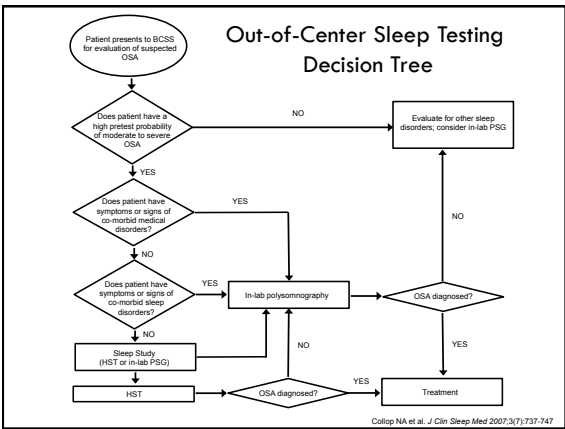 Out-of-Center Sleep Testing
Decision Tree
Patient presents to BCSS
for evaluation of suspected
OSA
Does patient have a
high pretest probability
of moderate to severe
OSA
NO
Evaluate for other sleep
disorders; consider in-lab PSG
YES
Does patient have
symptoms or signs of
co-morbid medical
disorders?
YES
NO
NO
Does patient have
symptoms or signs of
co-morbid sleep
disorders?
YES
In-lab polysomnography
OSA diagnosed?
NO
Sleep Study
(HST or in-lab PSG)
NO
YES
HST
OSA diagnosed?
YES
Treatment
Collop NA et al. J Clin Sleep Med 2007;3(7):737-747